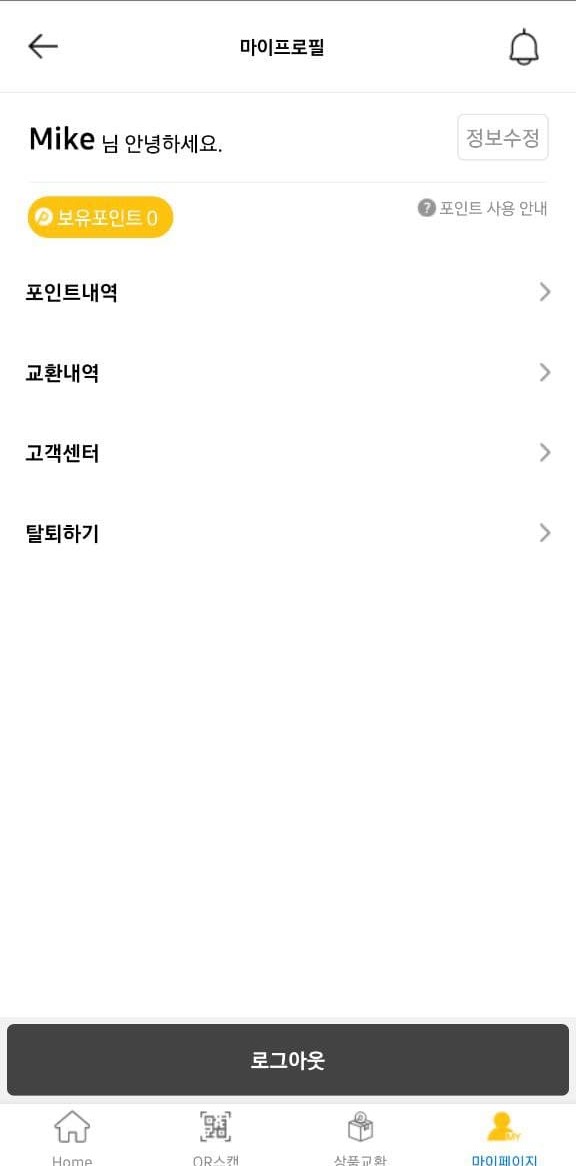 마이프로필
Mike 님 안녕하세요.
정보수정
보유포인트 0
포인트 사용 안내
포인트내역
교환내역
고객센터
탈퇴하기
로그아웃
MY
Home
QR스캔
상품교환
마이페이지